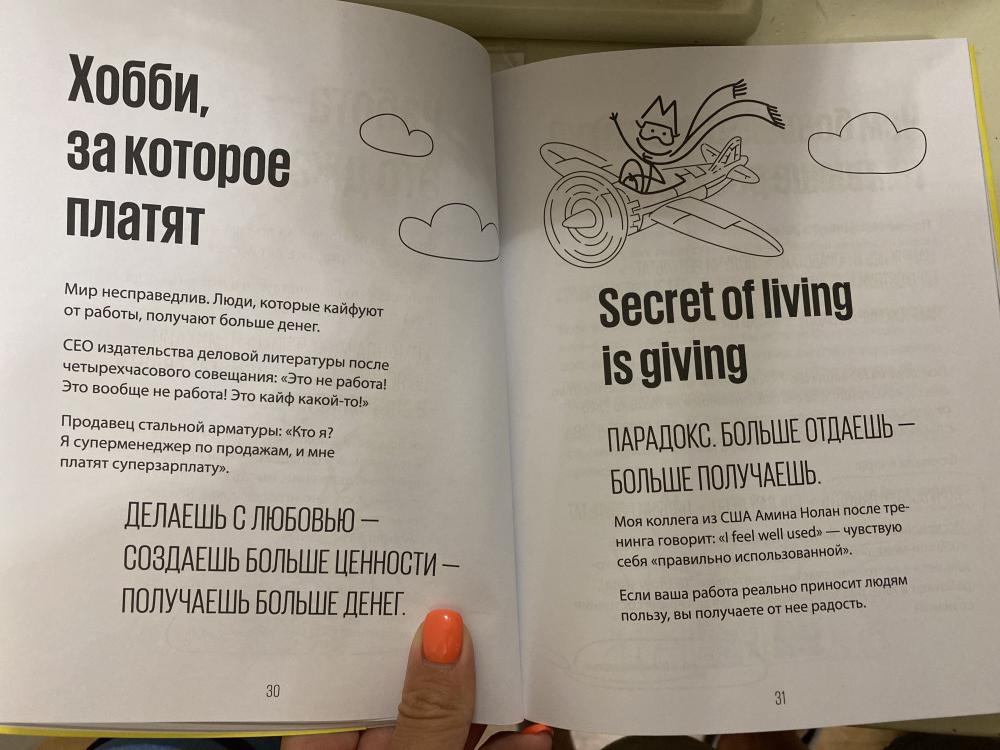 Хобби,
за которое
платят
Мир несправедлив. Люди, которые кайфуют
от работы, получают больше денег.
CEO издательства деловой литературы после
четырехчасового совещания: «Это не работа!
Это вообще не работа! Это кайф какой-то!»
Продавец стальной арматуры: «Кто я?
Я суперменеджер по продажам, и мне
платят суперзарплату».
ДЕЛАЕШЬ С ЛЮБОВЬЮ —
СОЗДАЕШЬ БОЛЬШЕ ЦЕННОСТИ —
ПОЛУЧАЕШЬ БОЛЬШЕ ДЕНЕГ.
30
Secret of living
is giving
ПАРАДОКС. БОЛЬШЕ ОТДАЕШЬ —
БОЛЬШЕ ПОЛУЧАЕШЬ.
Моя коллега из США Амина Нолан после тре-
нинга говорит: «I feel well used» — чувствую
себя «правильно использованной».
Если ваша работа реально приносит людям
пользу, вы получаете от нее радость.
31